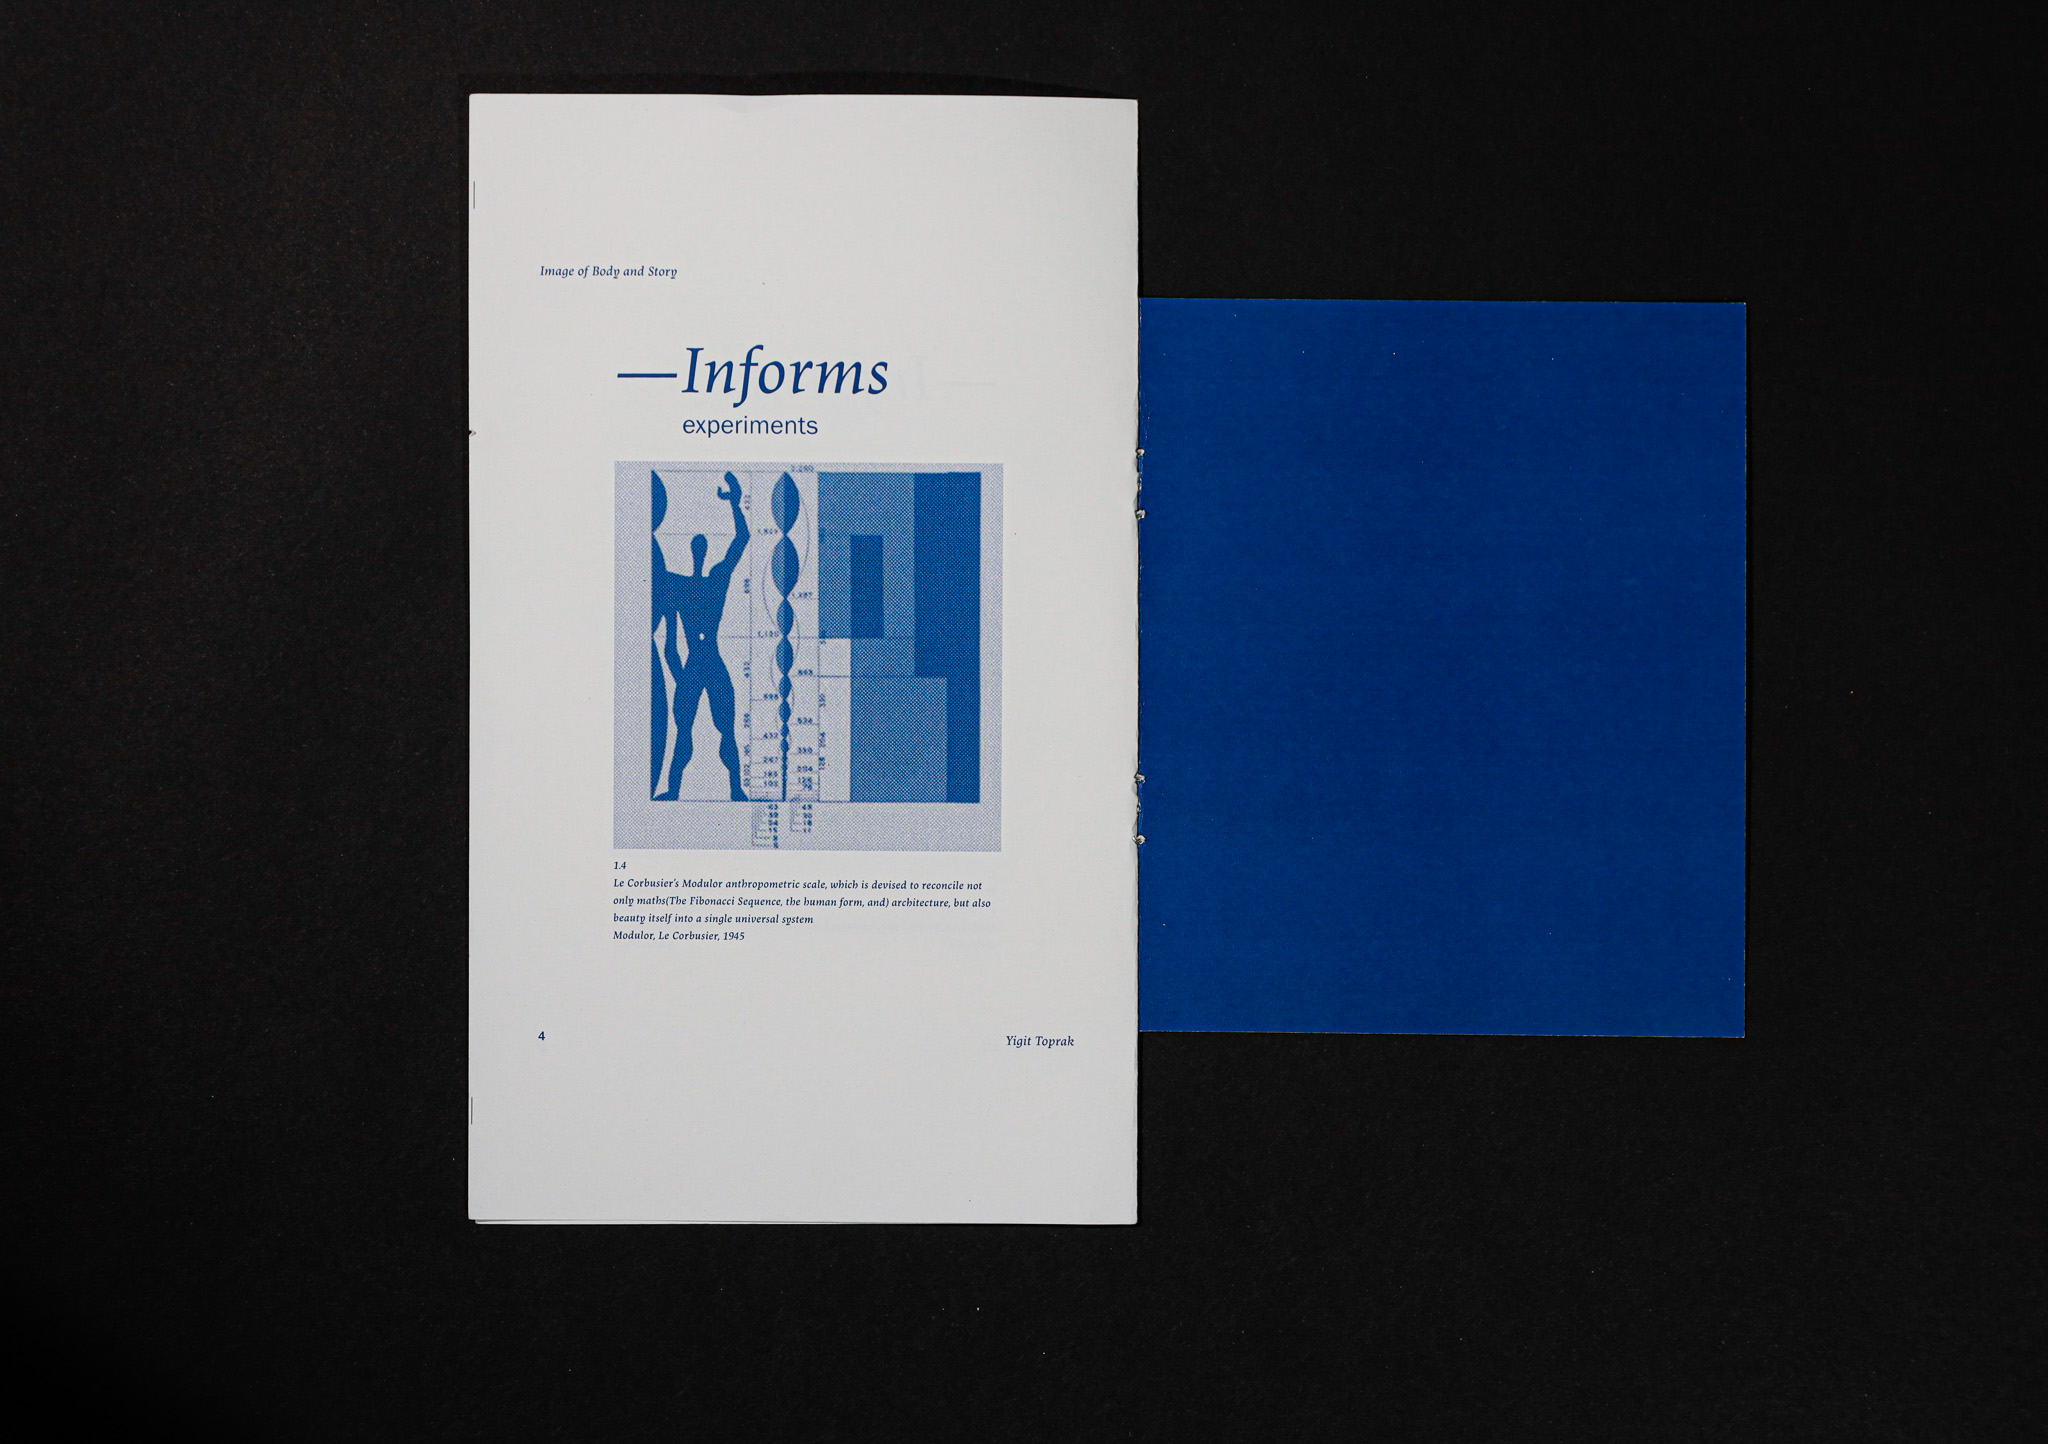 Image of Body and Story
—Informs
experiments
1.4
Le Corbusier's Modulor anthropometric scale, which is devised to reconcile not
only maths(The Fibonacci Sequence, the human form, and) architecture, but also
beauty itself into a single universal system
Modulor, Le Corbusier, 1945
4
Yigit Toprak